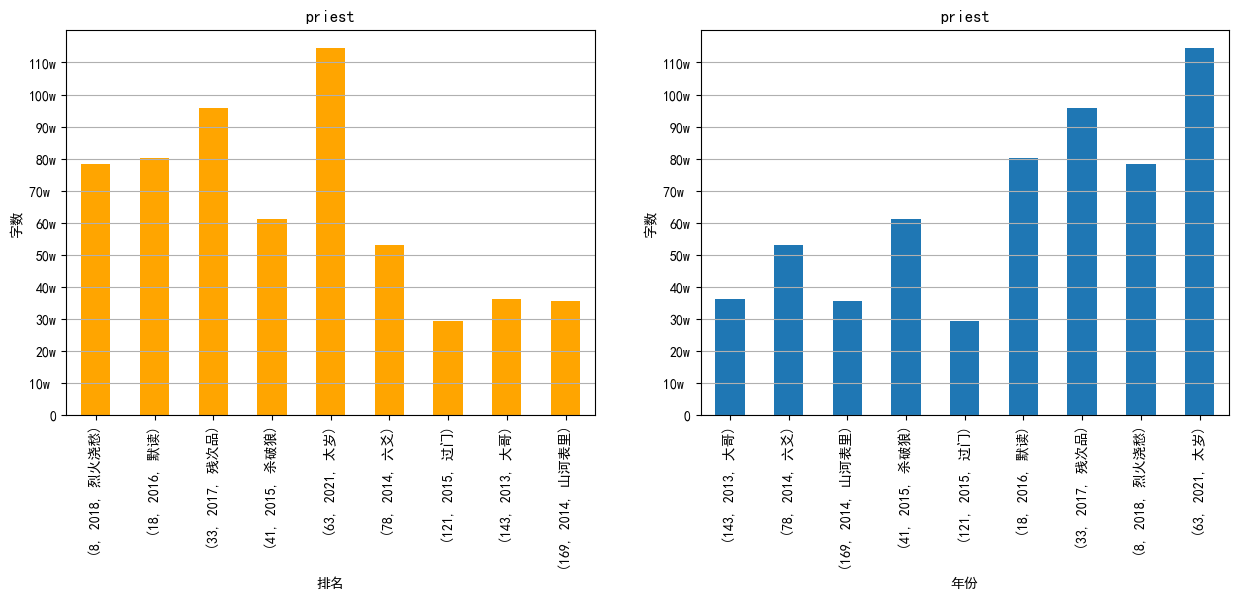 priest
字数
110w
100w
90w
80w
70w
60w
50w
40w
30w
20w
10w
0
(8, 2018, 烈火浇愁)
(18, 2016, 默读)
(33, 2017, 残次品)
(41, 2015, 杀破狼)
(63, 2021, 太岁)
(78, 2014, 六爻)
(121, 2015, 过门)
(143, 2013, 大哥)
(169, 2014, 山河表里)
排名
priest
字数
110w
100w
90w
80w
70w
60w
50w
40w
30w
20w
10w
0
(143, 2013, 大哥)
(78, 2014, 六爻)
(169, 2014, 山河表里)
(41, 2015, 杀破狼)
(121, 2015, 过门)
(18, 2016, 默读)
(33, 2017, 残次品)
(8, 2018, 烈火浇愁)
(63, 2021, 太岁)
年份